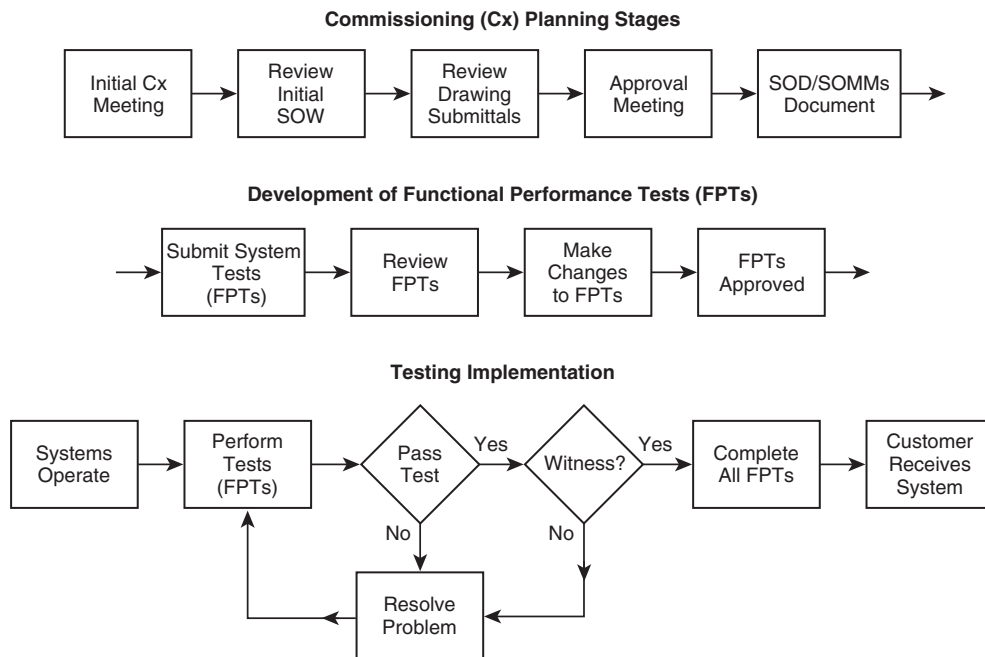 Commissioning (Cx) Planning Stages
Initial Cx
Meeting
Review
Initial
SOW
Review
Drawing
Submittals
Approval
Meeting
SOD/SOMMs
Document
Development of Functional Performance Tests (FPTs)
Submit System
Tests
(FPTs)
Review
FPTs
Make
Changes
to FPTs
FPTs
Approved
Testing Implementation
Systems
Operate
Perform
Tests
(FPTs)
Pass
Test
Yes
Witness?
Yes
Complete
All FPTs
Customer
Receives
System
No
No
Resolve
Problem